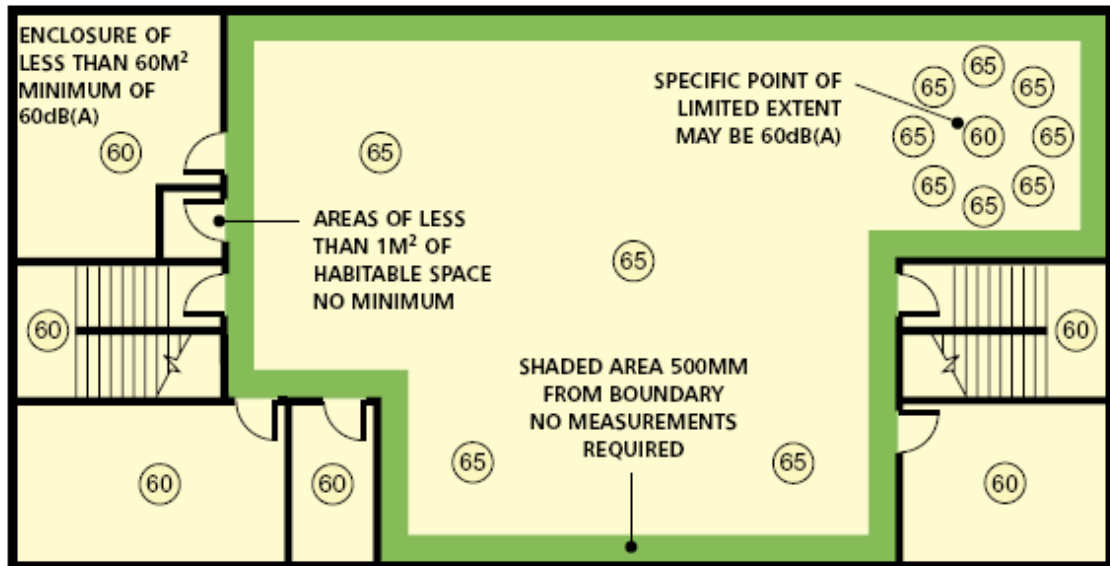 ENCLOSURE OF
LESS THAN 60M²
MINIMUM OF
60dB(A)
60
65
SPECIFIC POINT OF
LIMITED EXTENT
MAY BE 60dB(A)
65
65
65
65
60
65
65
65
65
AREAS OF LESS
THAN 1M² OF
HABITABLE SPACE
NO MINIMUM
65
60
60
SHADED AREA 500MM
FROM BOUNDARY
NO MEASUREMENTS
REQUIRED
65
65
60
60
60